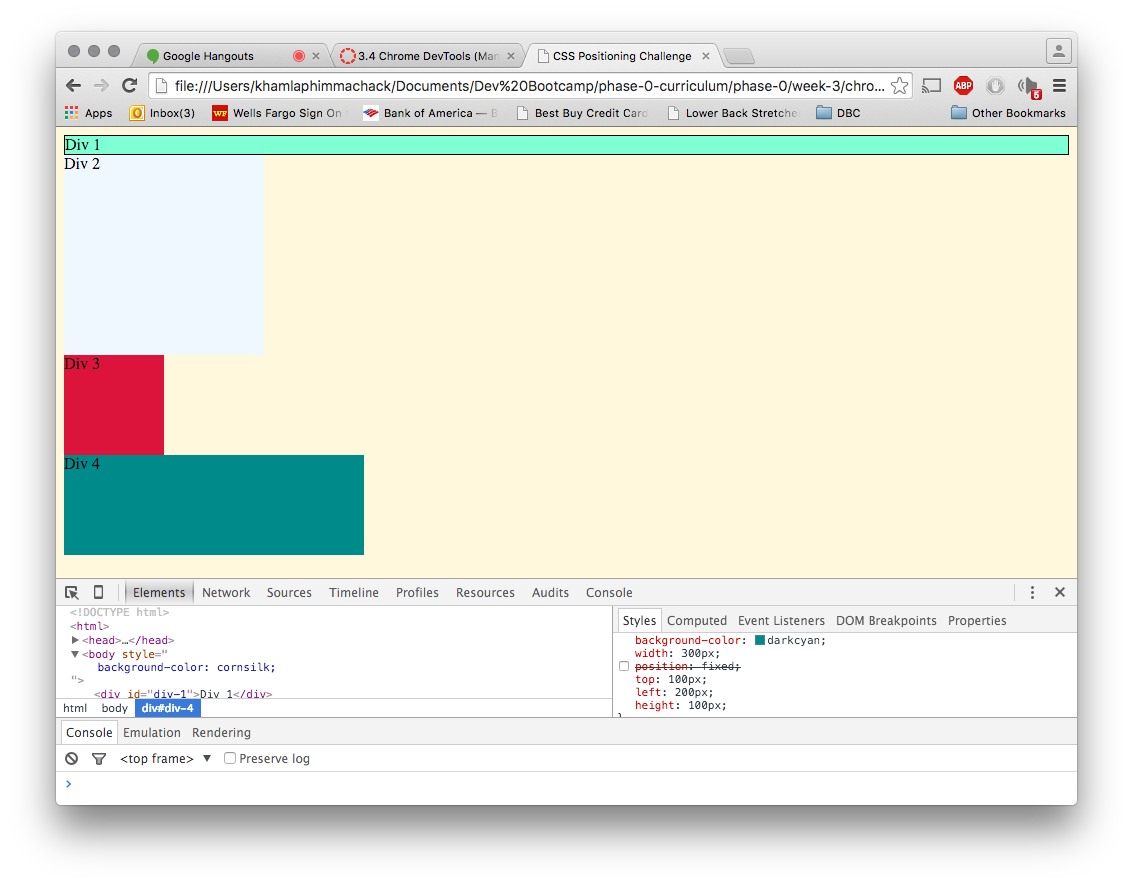 Google Hangouts
3.4 Chrome DevTools (Man
CSS Positioning Challenge
file:///Users/khamlaphimmachack/Documents/Dev%20Bootcamp/phase-0-curriculum/phase-0/week-3/chro...
ABP
6
Apps
Inbox(3)
WF
Wells Fargo Sign On
Bank of America — B
Best Buy Credit Card
Lower Back Stretche
DBC
Other Bookmarks
Div 1
Div 2
Div 3
Div 4
Elements Network Sources Timeline Profiles Resources Audits Console
<!DOCTYPE html>
<html>
<head>…</head>
<body style="
background-color: cornsilk;
">
<div id="div-1">Div 1</div>
html body div#div-4
Styles Computed Event Listeners DOM Breakpoints Properties
background-color: darkcyan;
width: 300px;
position: fixed;
top: 100px;
left: 200px;
height: 100px;
Console Emulation Rendering
<top frame> ▼ Preserve log
>